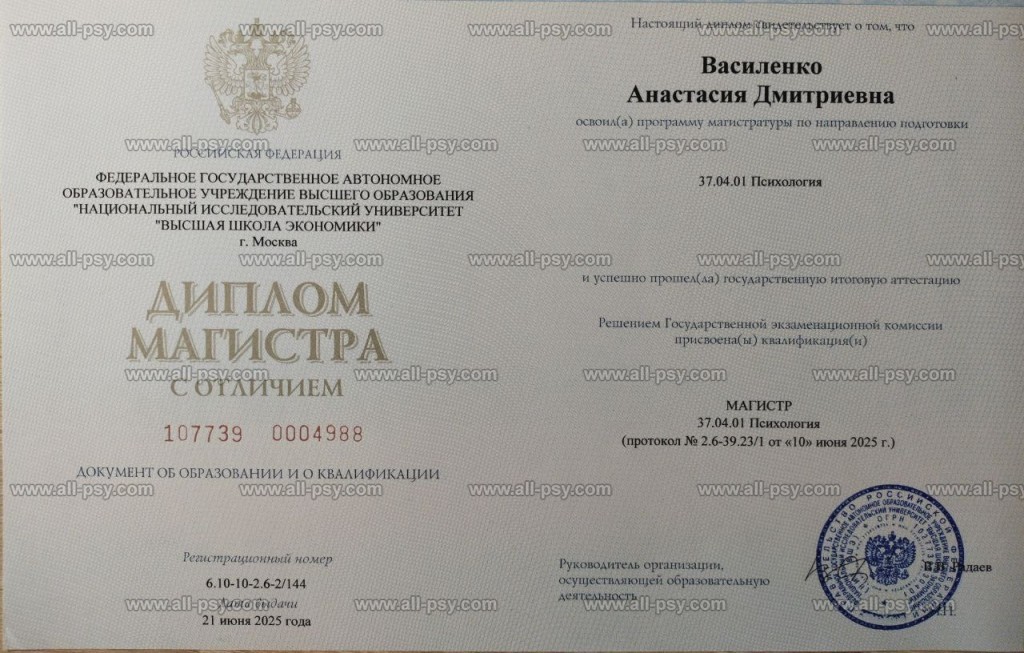 РОССИЙСКАЯ ФЕДЕРАЦИЯ
ФЕДЕРАЛЬНОЕ ГОСУДАРСТВЕННОЕ АВТОНОМНОЕ
ОБРАЗОВАТЕЛЬНОЕ УЧРЕЖДЕНИЕ ВЫСШЕГО ОБРАЗОВАНИЯ
"НАЦИОНАЛЬНЫЙ ИССЛЕДОВАТЕЛЬСКИЙ УНИВЕРСИТЕТ
"ВЫСШАЯ ШКОЛА ЭКОНОМИКИ"
г. Москва
ДИПЛОМ
МАГИСТРА
С ОТЛИЧИЕМ
107739 0004988
ДОКУМЕНТ ОБ ОБРАЗОВАНИИ И О КВАЛИФИКАЦИИ
Регистрационный номер
6.10-10-2.6-2/144
Дата выдачи
21 июня 2025 года
Настоящий диплом свидетельствует о том, что
Василенко
Анастасия Дмитриевна
освоил(а) программу магистратуры по направлению подготовки
37.04.01 Психология
и успешно прошел(ла) государственную итоговую аттестацию
Решением Государственной экзаменационной комиссии
присвоена(ы) квалификация(и)
МАГИСТР
37.04.01 Психология
(протокол № 2.6-39.23/1 от «10» июня 2025 г.)
Руководитель организации,
осуществляющей образовательную
деятельность
Радаев
www.all-psy.com